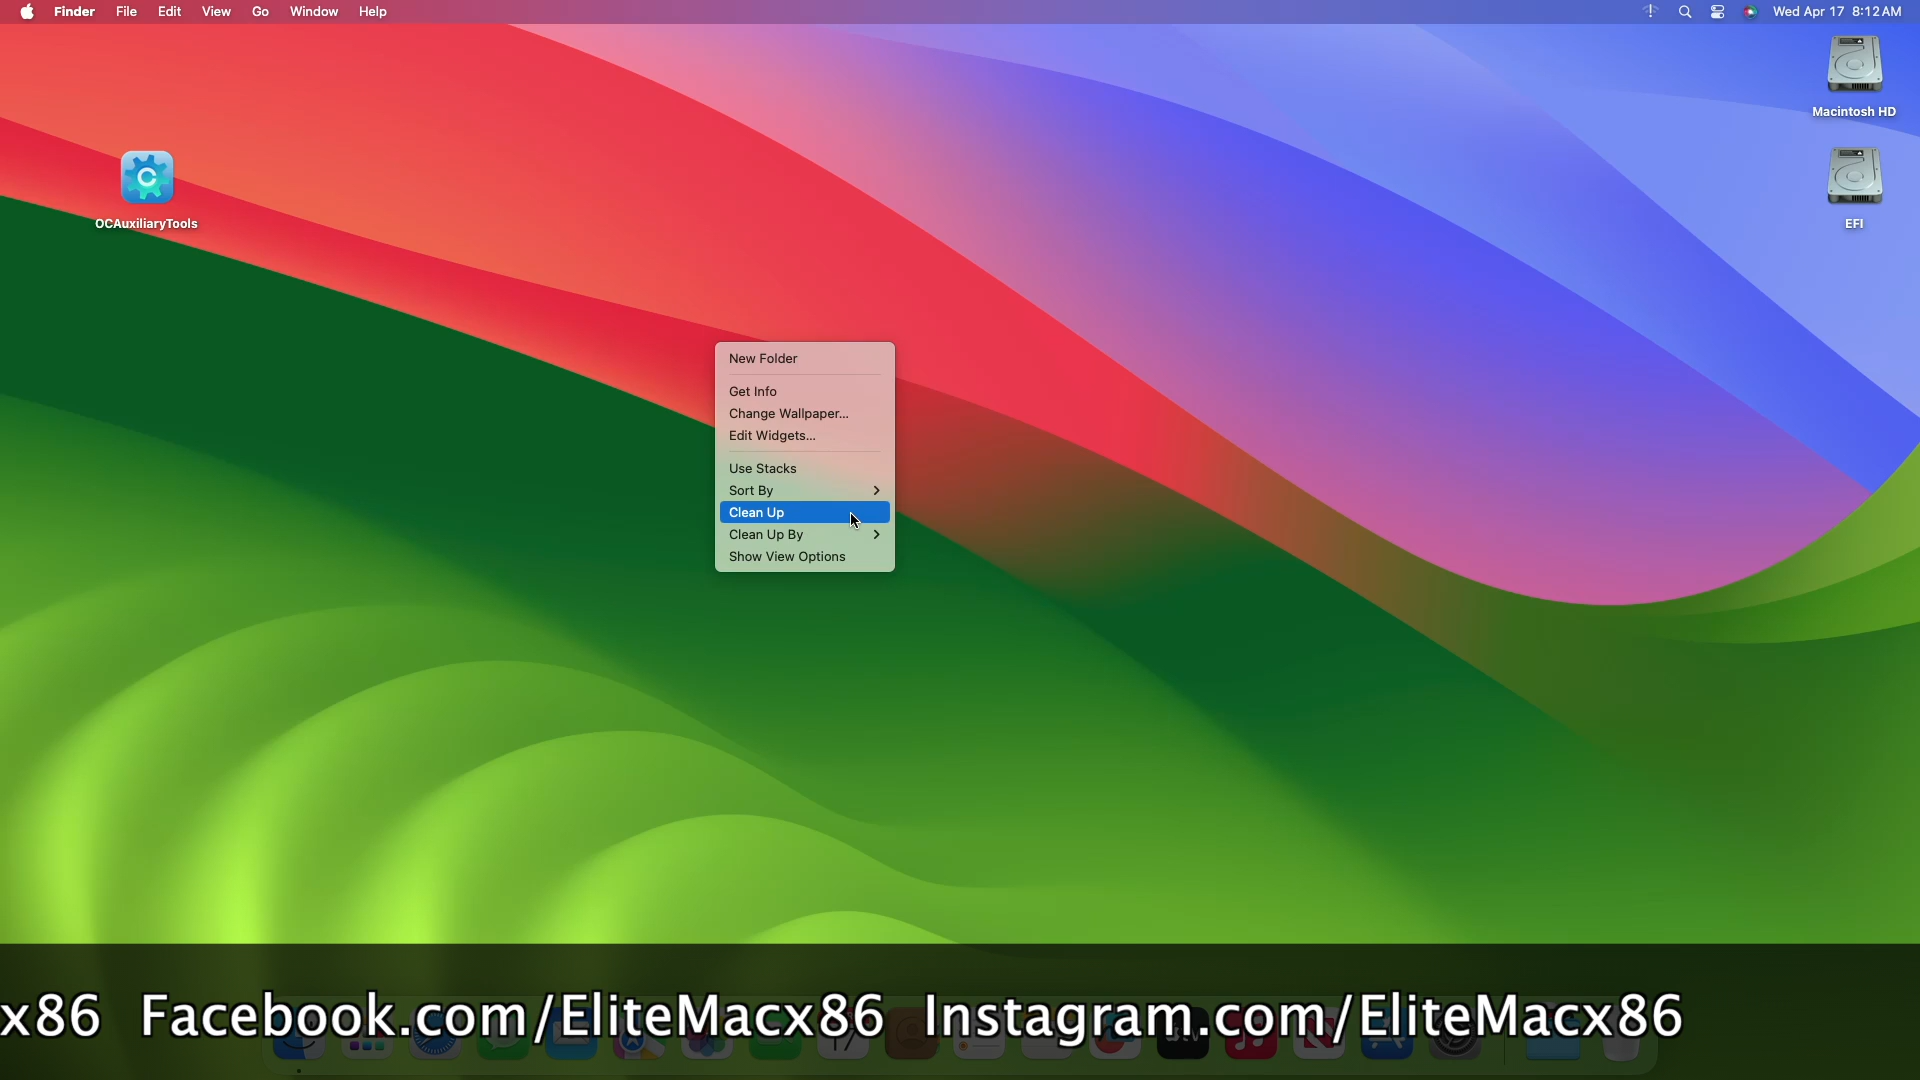 Finder File Edit View Go Window Help Wed Apr 17 8:12 AM
Macintosh HD
OCAuxiliaryTools
EFI
New Folder
Get Info
Change Wallpaper...
Edit Widgets...
Use Stacks
Sort By
Clean Up
Clean Up By
Show View Options
x86 Facebook.com/EliteMacx86 Instagram.com/EliteMacx86